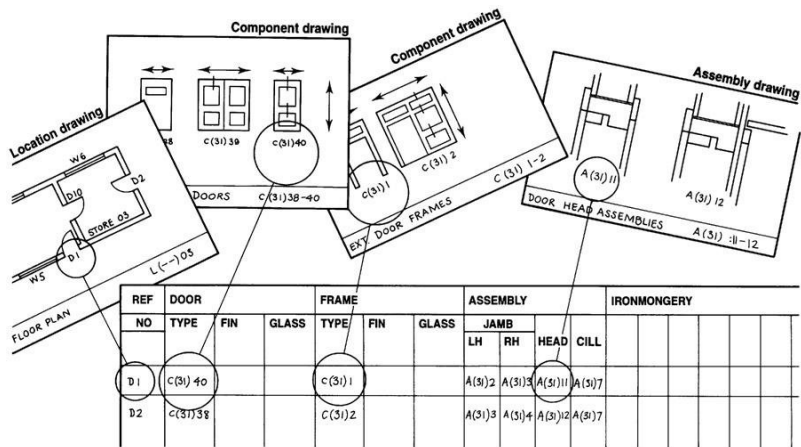 Component drawing
38
C(31)39
C(31)40
DOORS C(31)38-40
Component drawing
C(31)1
C(31)2
EXT. DOOR FRAMES C(31) 1-2
Assembly drawing
A(31)11
A(31)12
DOOR HEAD ASSEMBLIES A(31) :11-12
Location drawing
W6
D10
D2
STORE 03
D1
W5
L(--)03
FLOOR PLAN
REF DOOR FRAME ASSEMBLY IRONMONGERY
NO TYPE FIN GLASS TYPE FIN GLASS JAMB
LH RH HEAD CILL
D1 C(31)40 C(31)1 A(31)2 A(31)3 A(31)11 A(31)7
D2 C(31)38 C(31)2 A(31)3 A(31)4 A(31)12 A(31)7